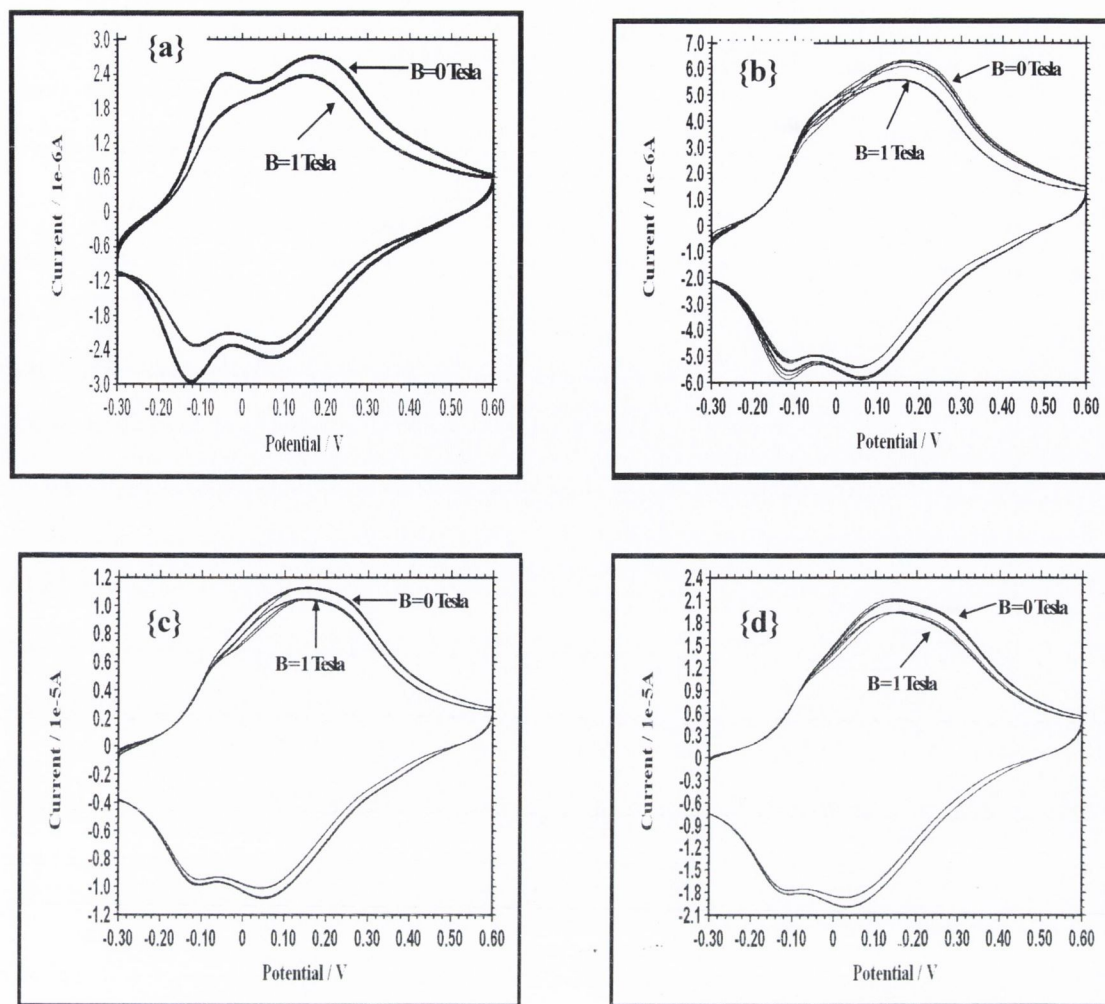 {a}
3.0
2.4
1.8
1.2
0.6
0
-0.6
-1.2
-1.8
-2.4
-3.0
Current / 1e-6A
B=0 Tesla
B=1 Tesla
-0.30 -0.20 -0.10 0 0.10 0.20 0.30 0.40 0.50 0.60
Potential / V
{b}
7.0
6.0
5.0
4.0
3.0
2.0
1.0
0
-1.0
-2.0
-3.0
-4.0
-5.0
-6.0
Current / 1e-6A
B=0 Tesla
B=1 Tesla
-0.30 -0.20 -0.10 0 0.10 0.20 0.30 0.40 0.50 0.60
Potential / V
{c}
1.2
1.0
0.8
0.6
0.4
0.2
0
-0.2
-0.4
-0.6
-0.8
-1.0
-1.2
Current / 1e-5A
B=0 Tesla
B=1 Tesla
-0.30 -0.20 -0.10 0 0.10 0.20 0.30 0.40 0.50 0.60
Potential / V
{d}
2.4
2.1
1.8
1.5
1.2
0.9
0.6
0.3
0
-0.3
-0.6
-0.9
-1.2
-1.5
-1.8
-2.1
Current / 1e-5A
B=0 Tesla
B=1 Tesla
-0.30 -0.20 -0.10 0 0.10 0.20 0.30 0.40 0.50 0.60
Potential / V